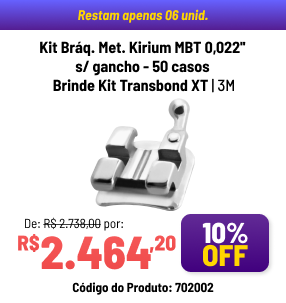 Restam apenas 06 unid.
Kit Bráq. Met. Kirium MBT 0,022"
s/ gancho - 50 casos
Brinde Kit Transbond XT | 3M
De: R$ 2.738,00 por:
R$ 2.464,20
10%
OFF
Código do Produto: 702002